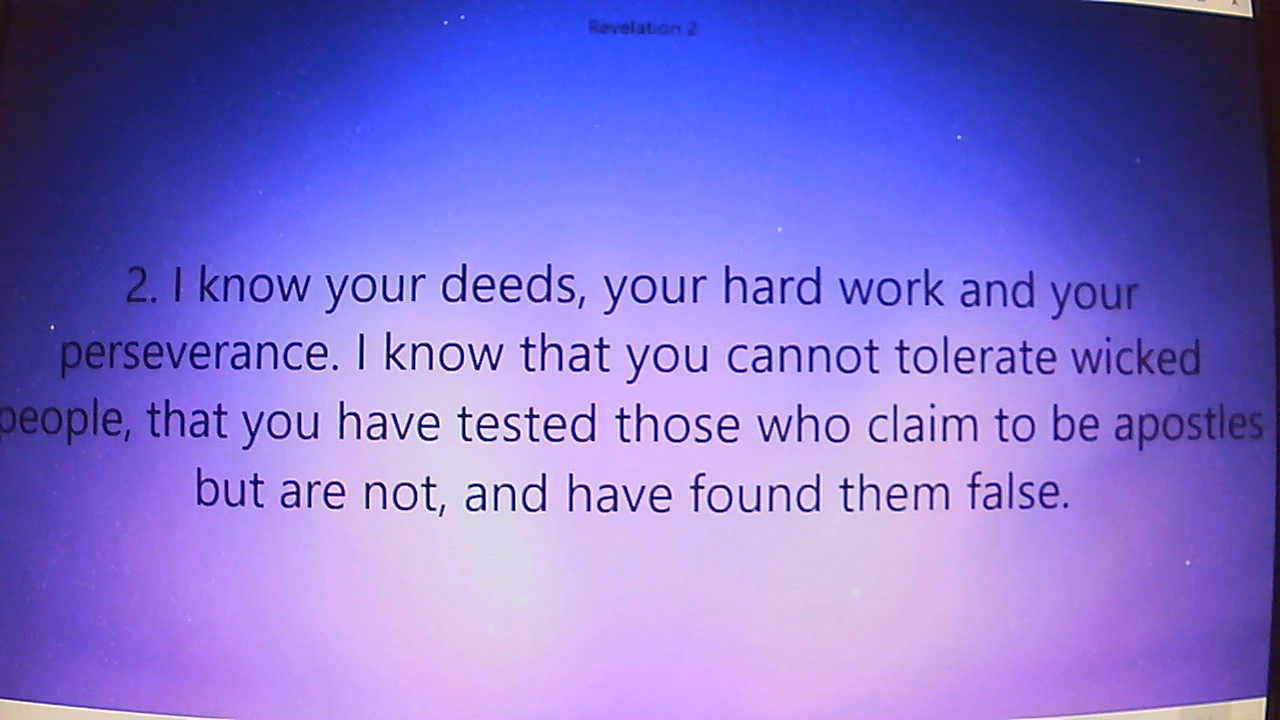 Revelation 2
2. I know your deeds, your hard work and your
perseverance. I know that you cannot tolerate wicked
people, that you have tested those who claim to be apostles
but are not, and have found them false.